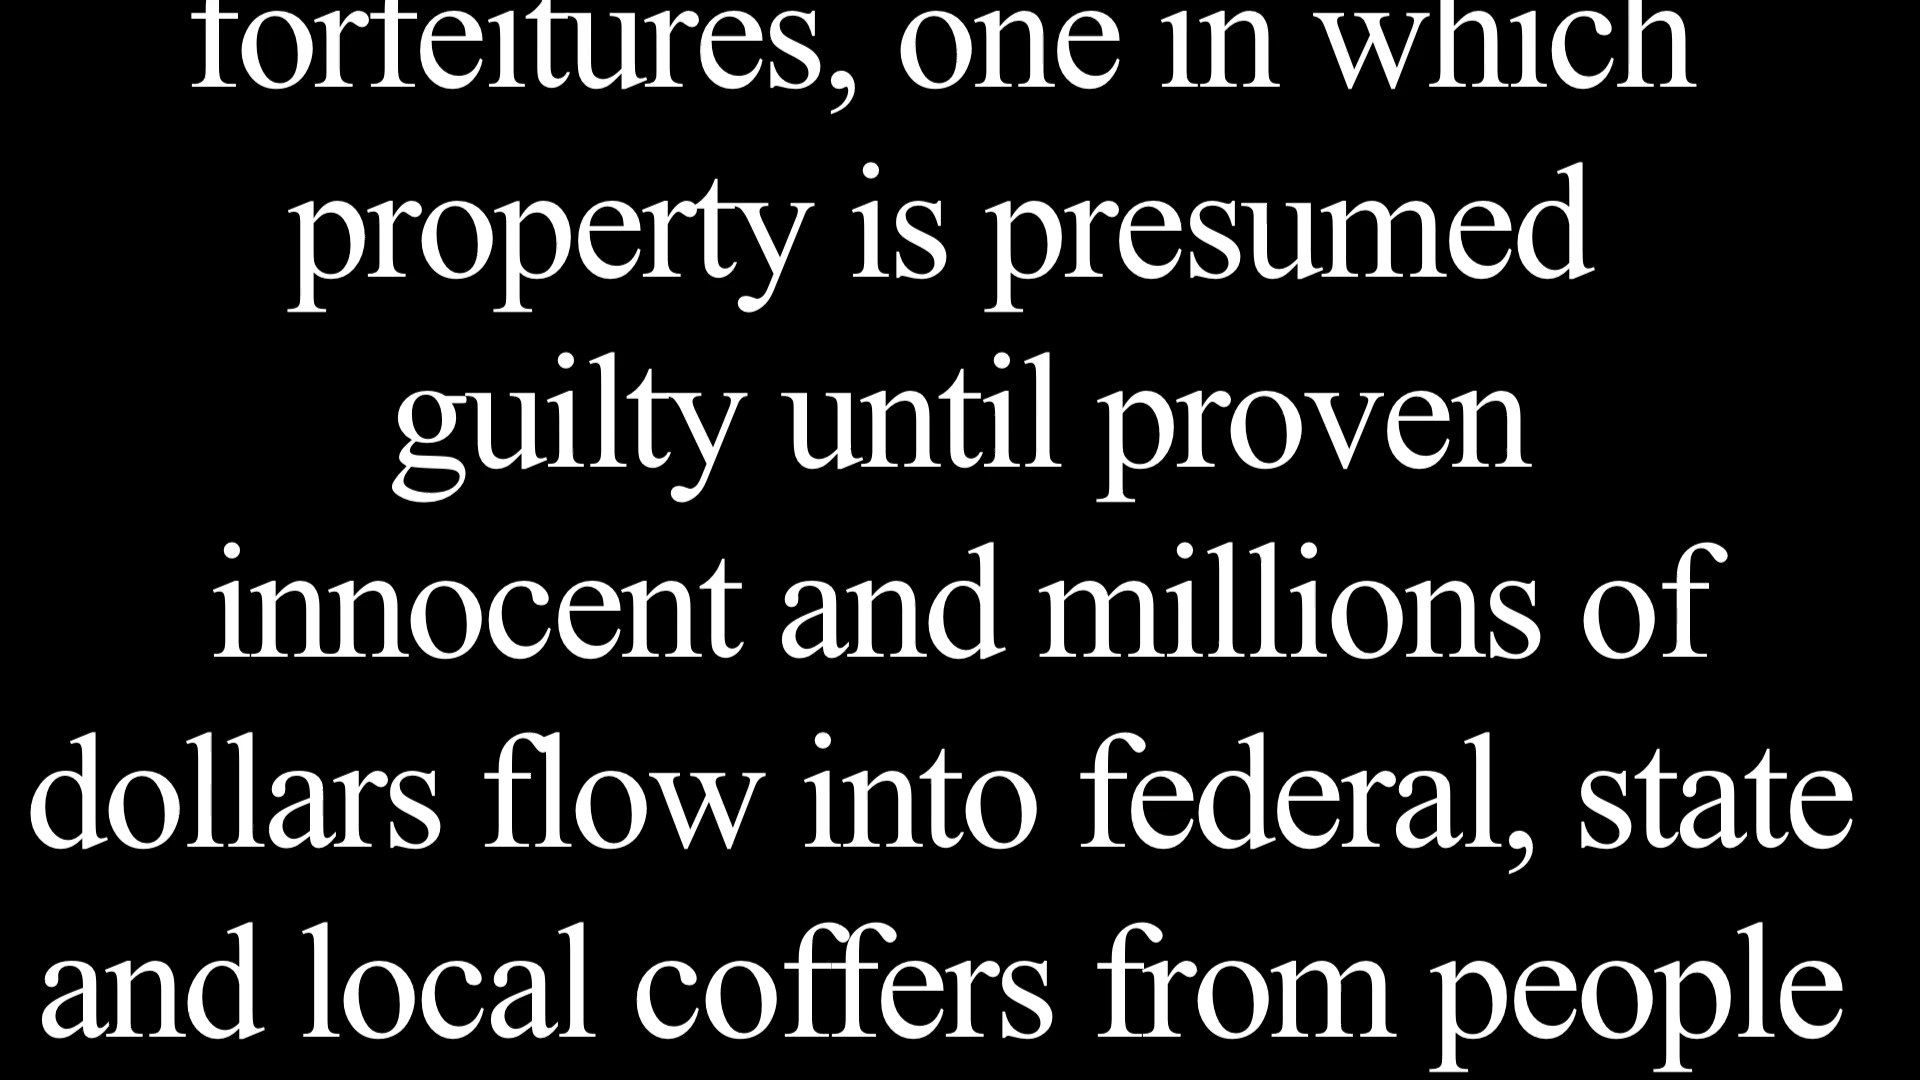 forfeitures, one in which
property is presumed
guilty until proven
innocent and millions of
dollars flow into federal, state
and local coffers from people